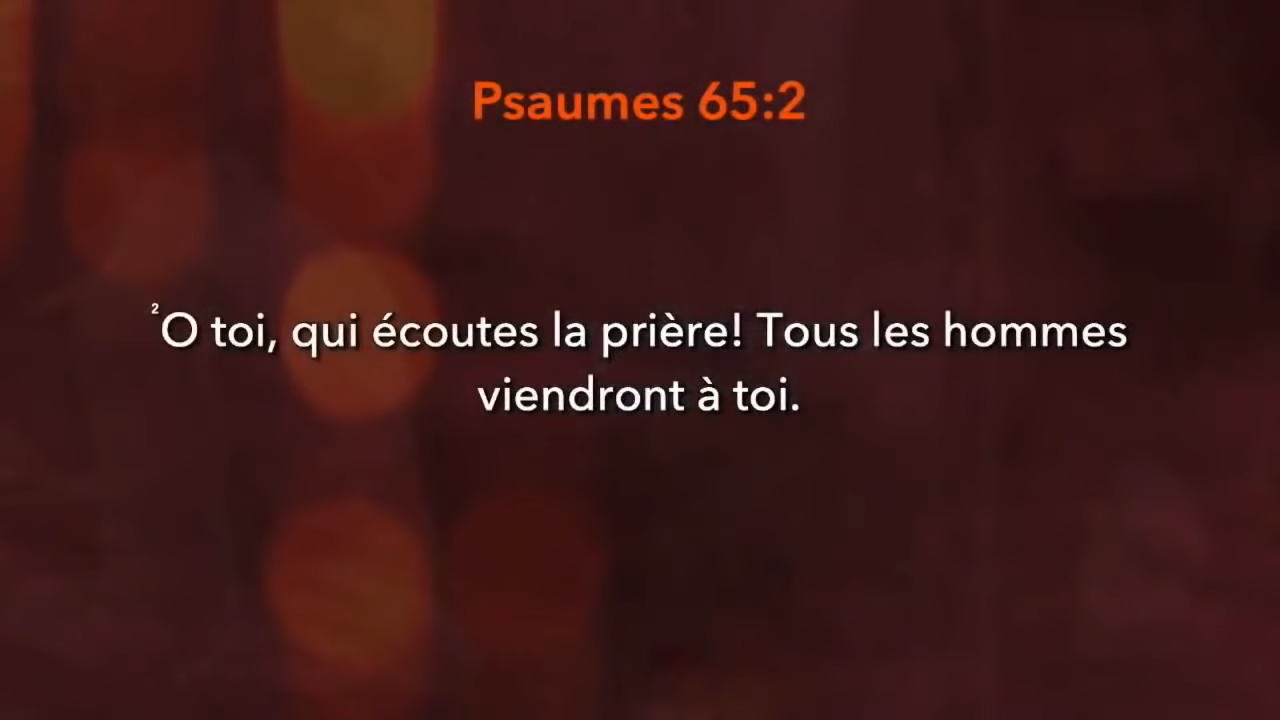 Psaumes 65:2
²O toi, qui écoutes la prière! Tous les hommes
viendront à toi.